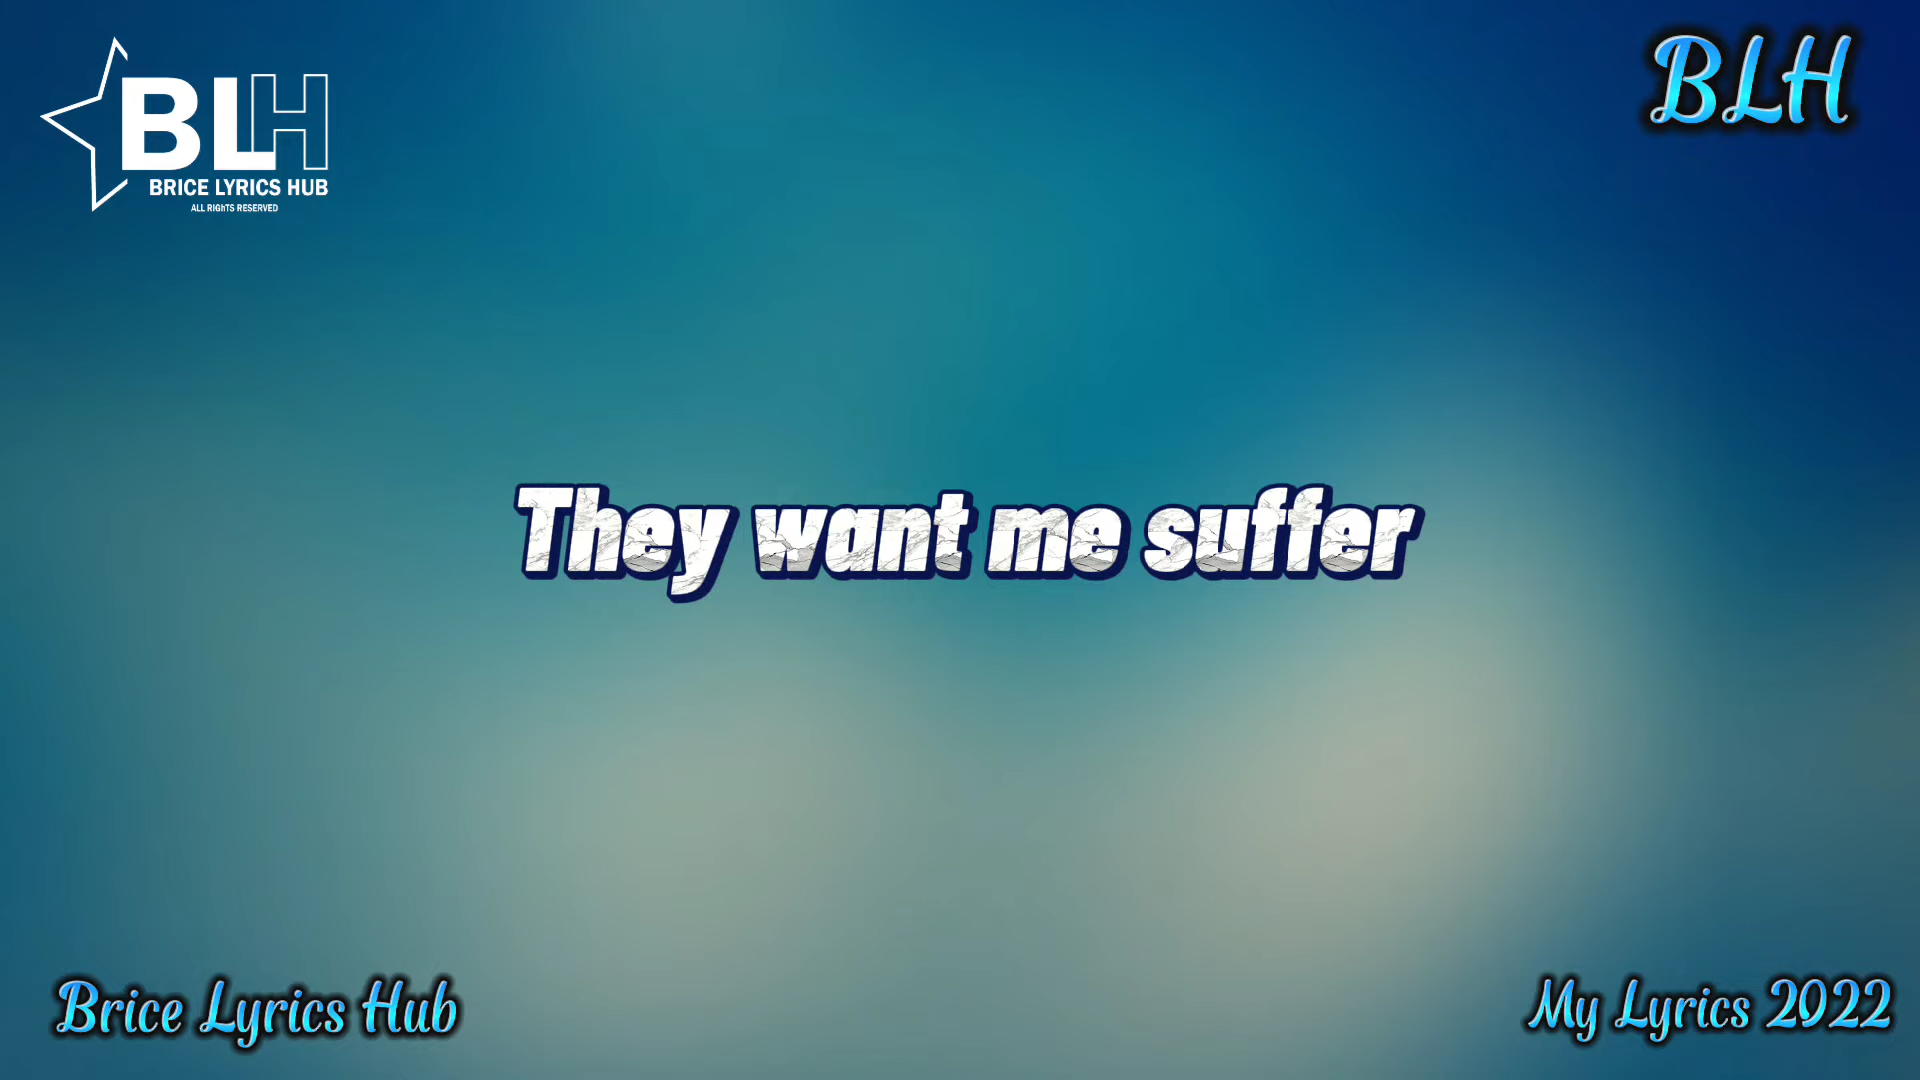 BLH
BRICE LYRICS HUB
ALL RIGHTS RESERVED
BLH
They want me suffer
Brice Lyrics Hub
My Lyrics 2022